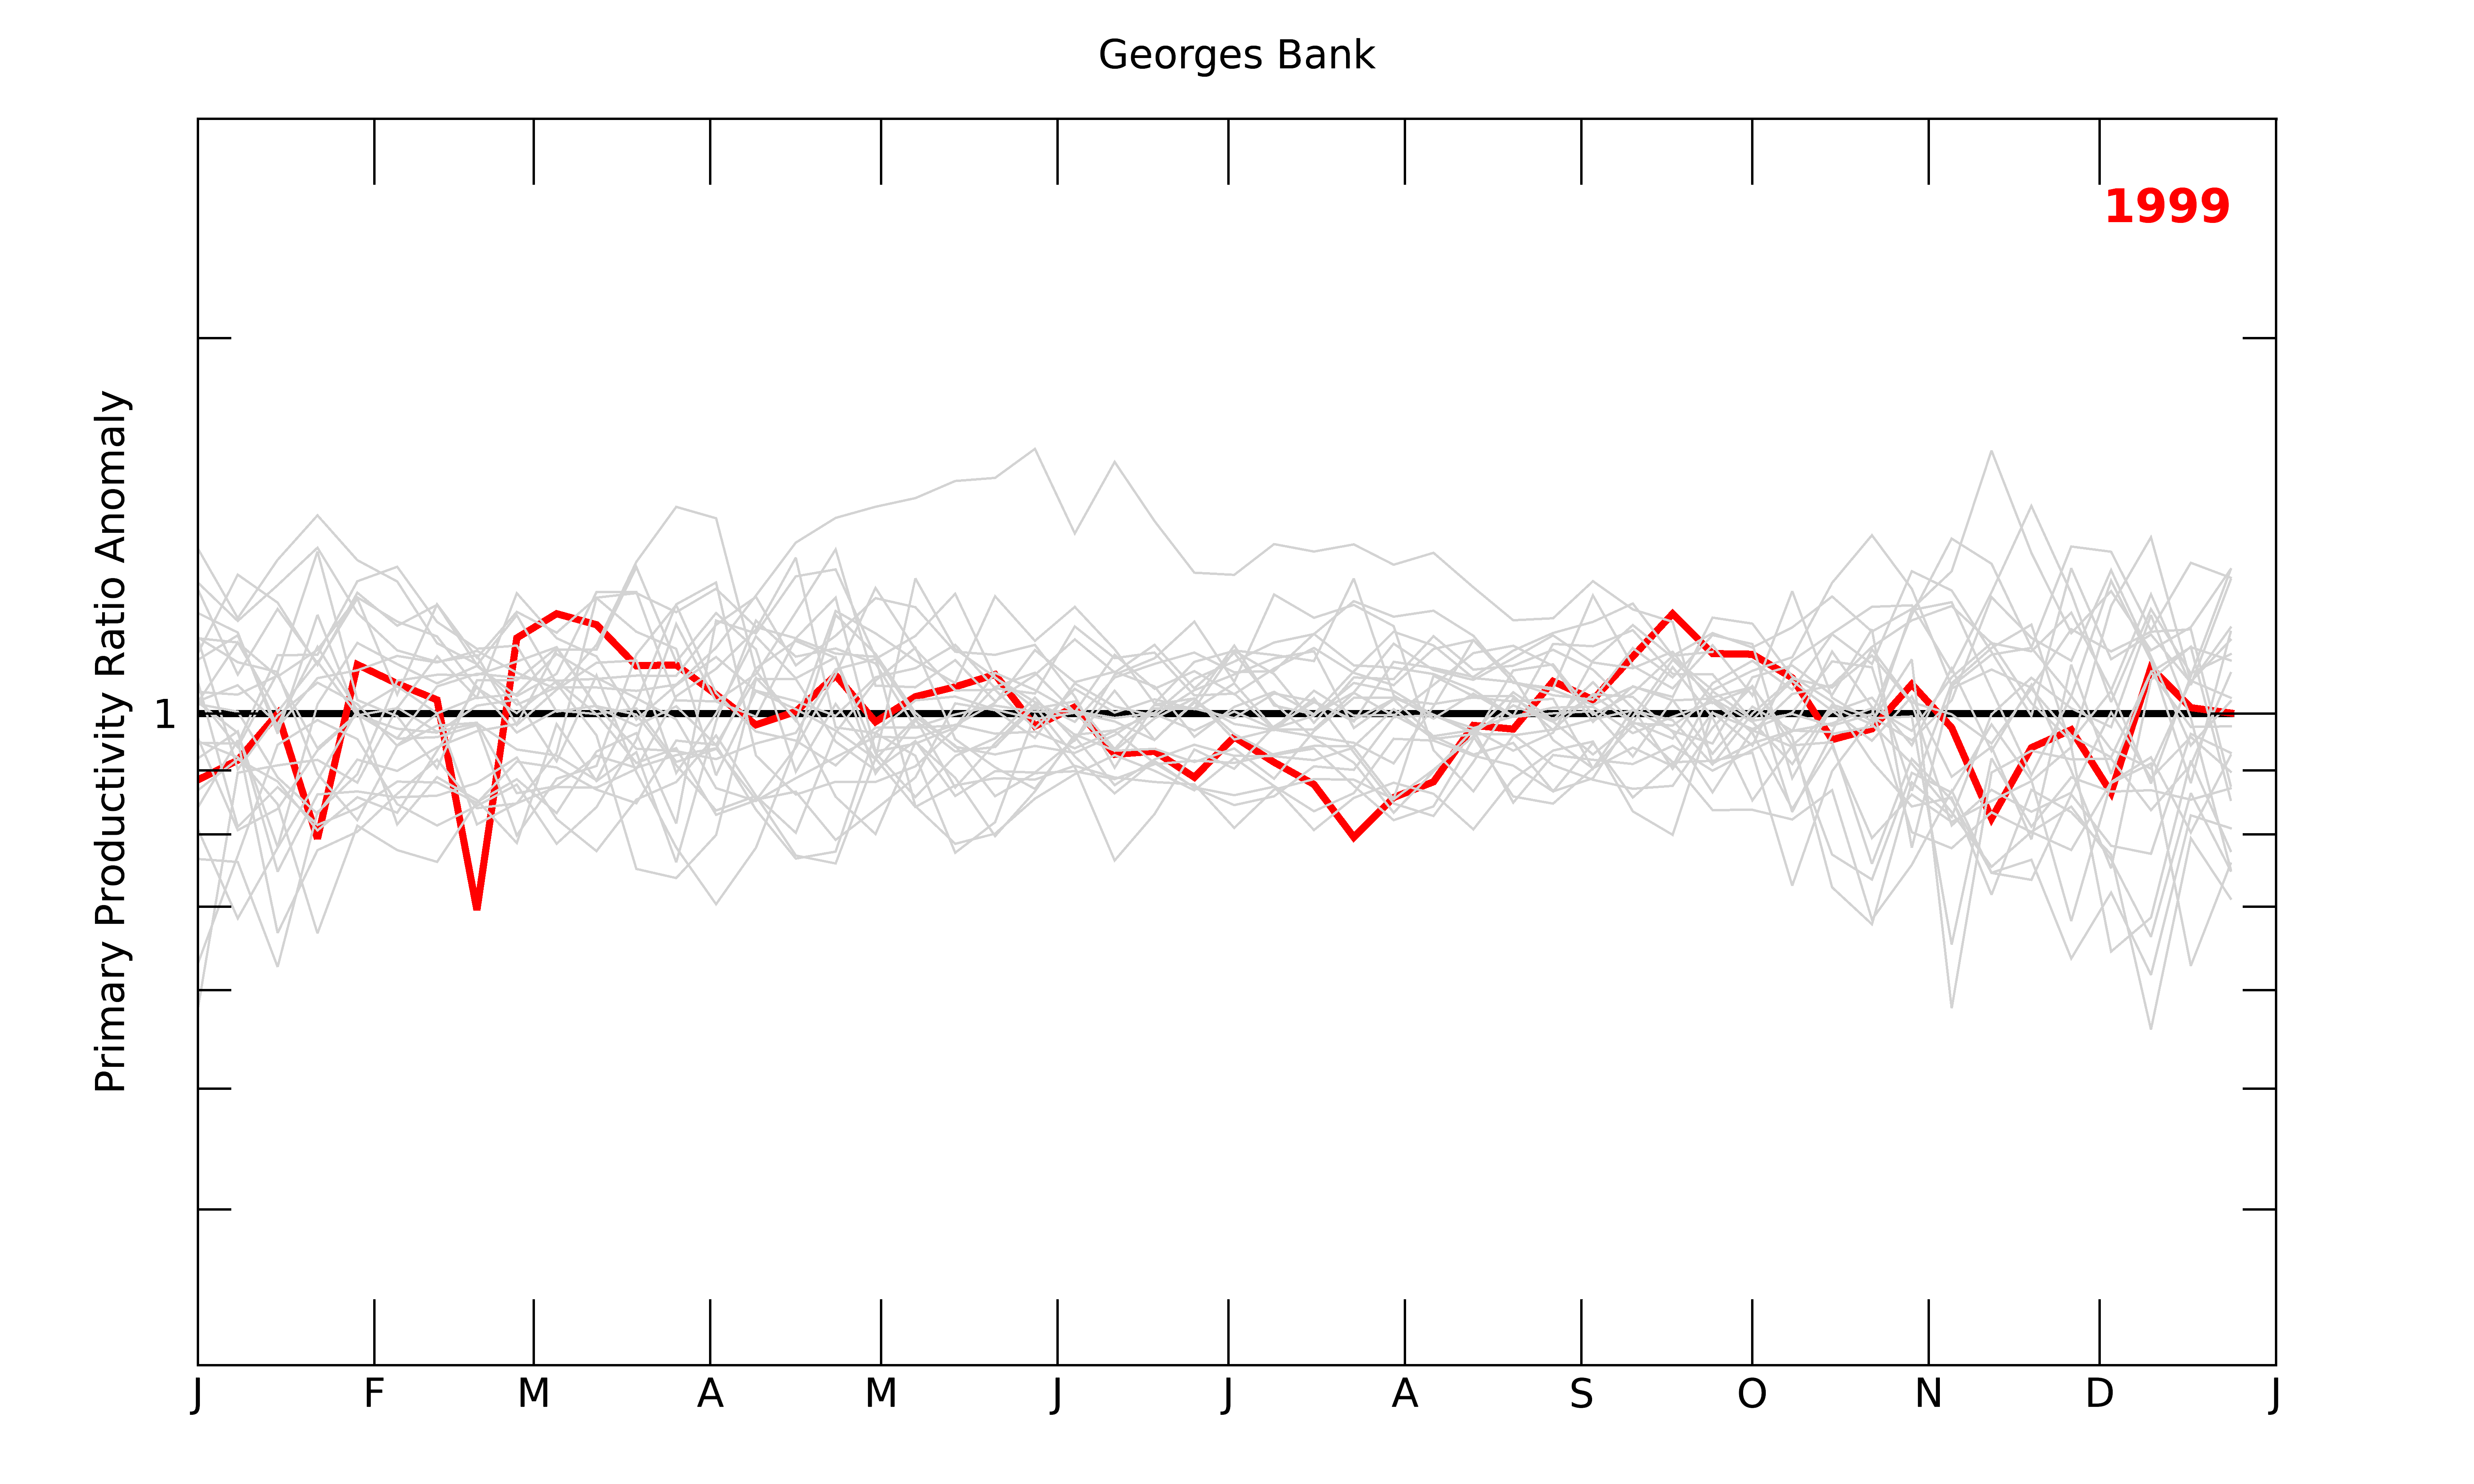 Georges Bank
1999
Primary Productivity Ratio Anomaly
1
J F M A M J J A S O N D J